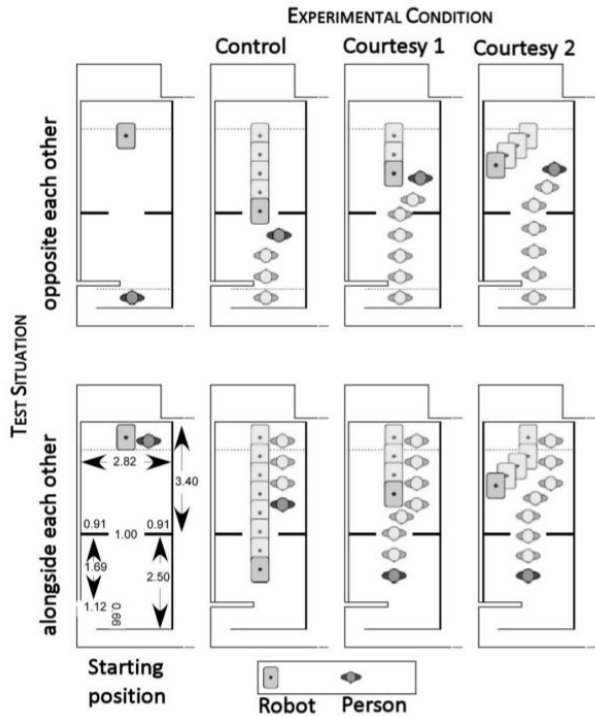 EXPERIMENTAL CONDITION
Control Courtesy 1 Courtesy 2
TEST SITUATION
opposite each other
alongside each other
2.82
3.40
0.91 1.00 0.91
1.69
2.50
1.12
0.66
Starting
position
Robot Person